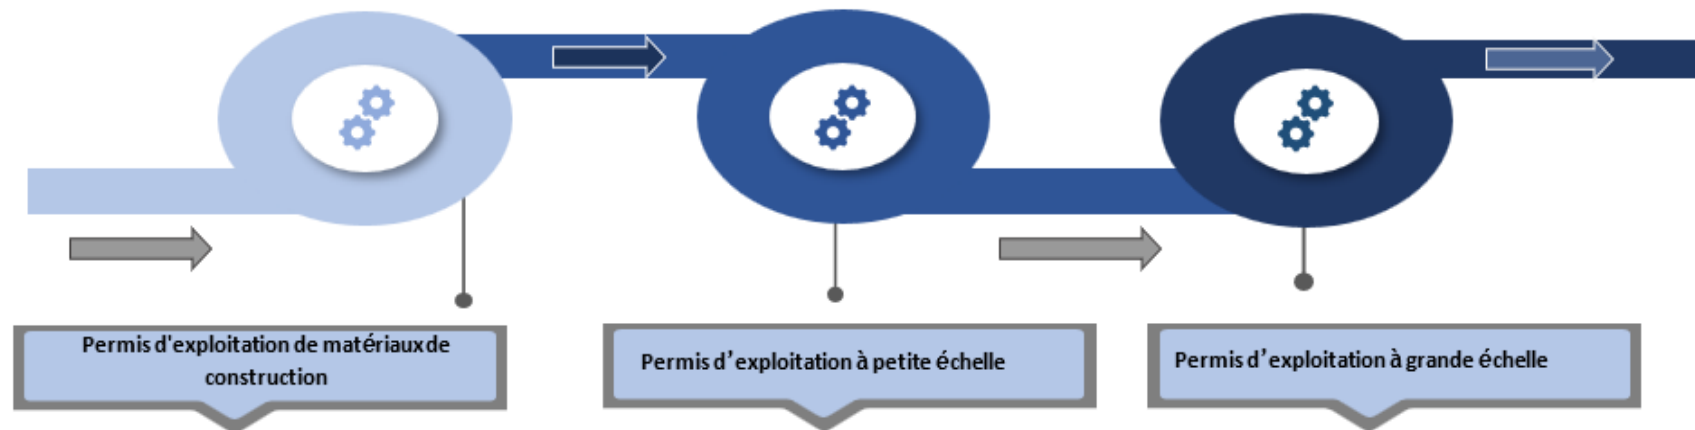 Permis d'exploitation de matériaux de
construction
Permis d’exploitation à petite échelle
Permis d’exploitation à grande échelle